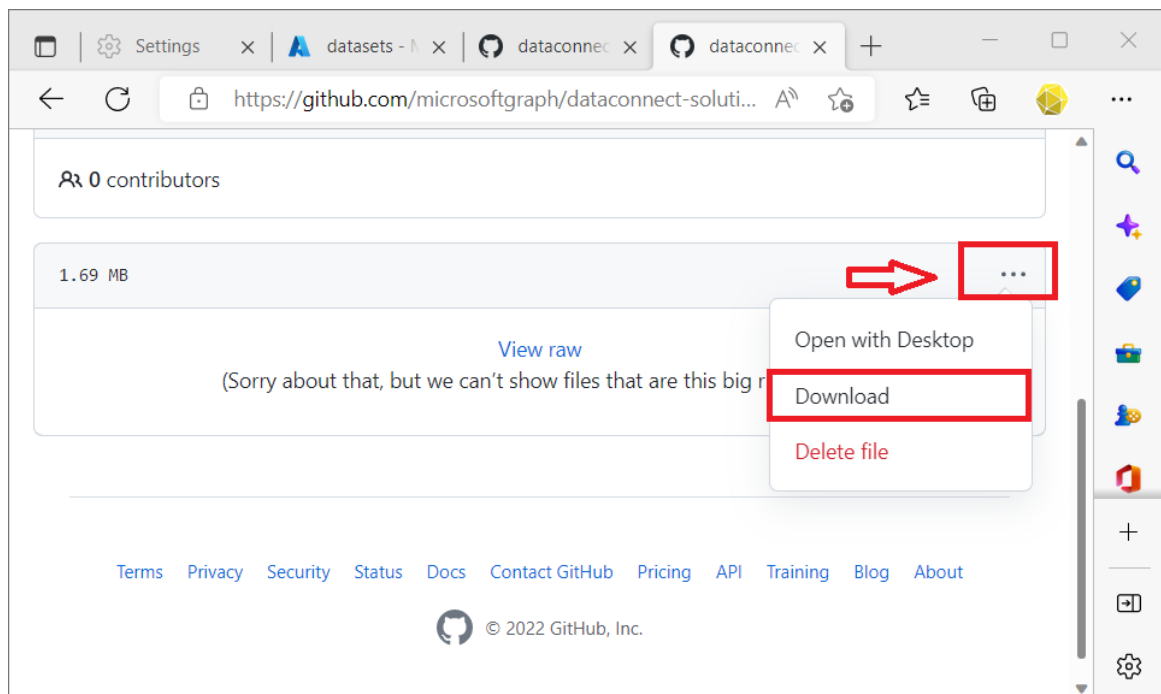 Settings
datasets - M
dataconnec
dataconnec
https://github.com/microsoftgraph/dataconnect-soluti...
0 contributors
1.69 MB
Open with Desktop
View raw
(Sorry about that, but we can't show files that are this big r
Download
Delete file
Terms Privacy Security Status Docs Contact GitHub Pricing API Training Blog About
© 2022 GitHub, Inc.